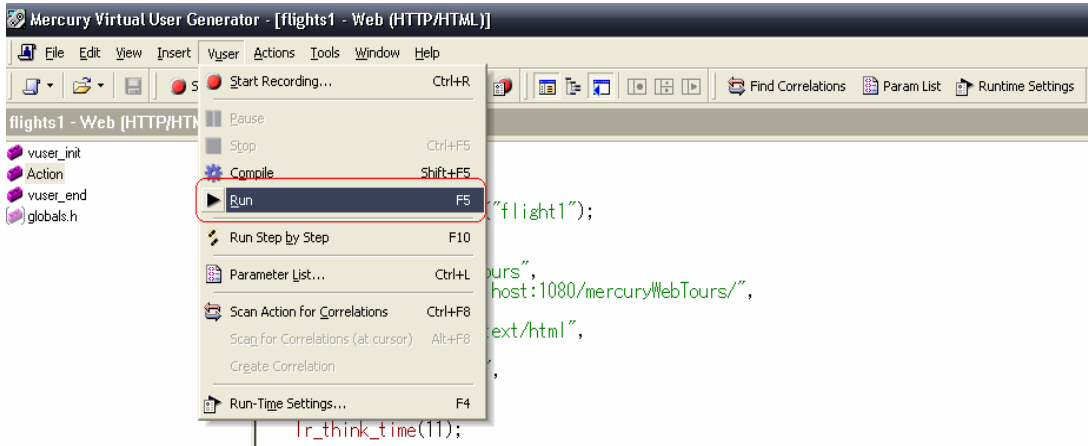 Mercury Virtual User Generator - [flights1 - Web (HTTP/HTML)]
File Edit View Insert Vuser Actions Tools Window Help
S Find Correlations Param List Runtime Settings
flights1 - Web (HTTP/HT
vuser_init
Action
vuser_end
globals.h
Start Recording... Ctrl+R
Pause
Stop Ctrl+F5
Compile Shift+F5
Run F5
Run Step by Step F10
Parameter List... Ctrl+L
Scan Action for Correlations Ctrl+F8
Scan for Correlations (at cursor) Alt+F8
Create Correlation
Run-Time Settings... F4
("flight1");
ours",
host:1080/mercuryWebTours/",
ext/html",
",
lr_think_time(11);